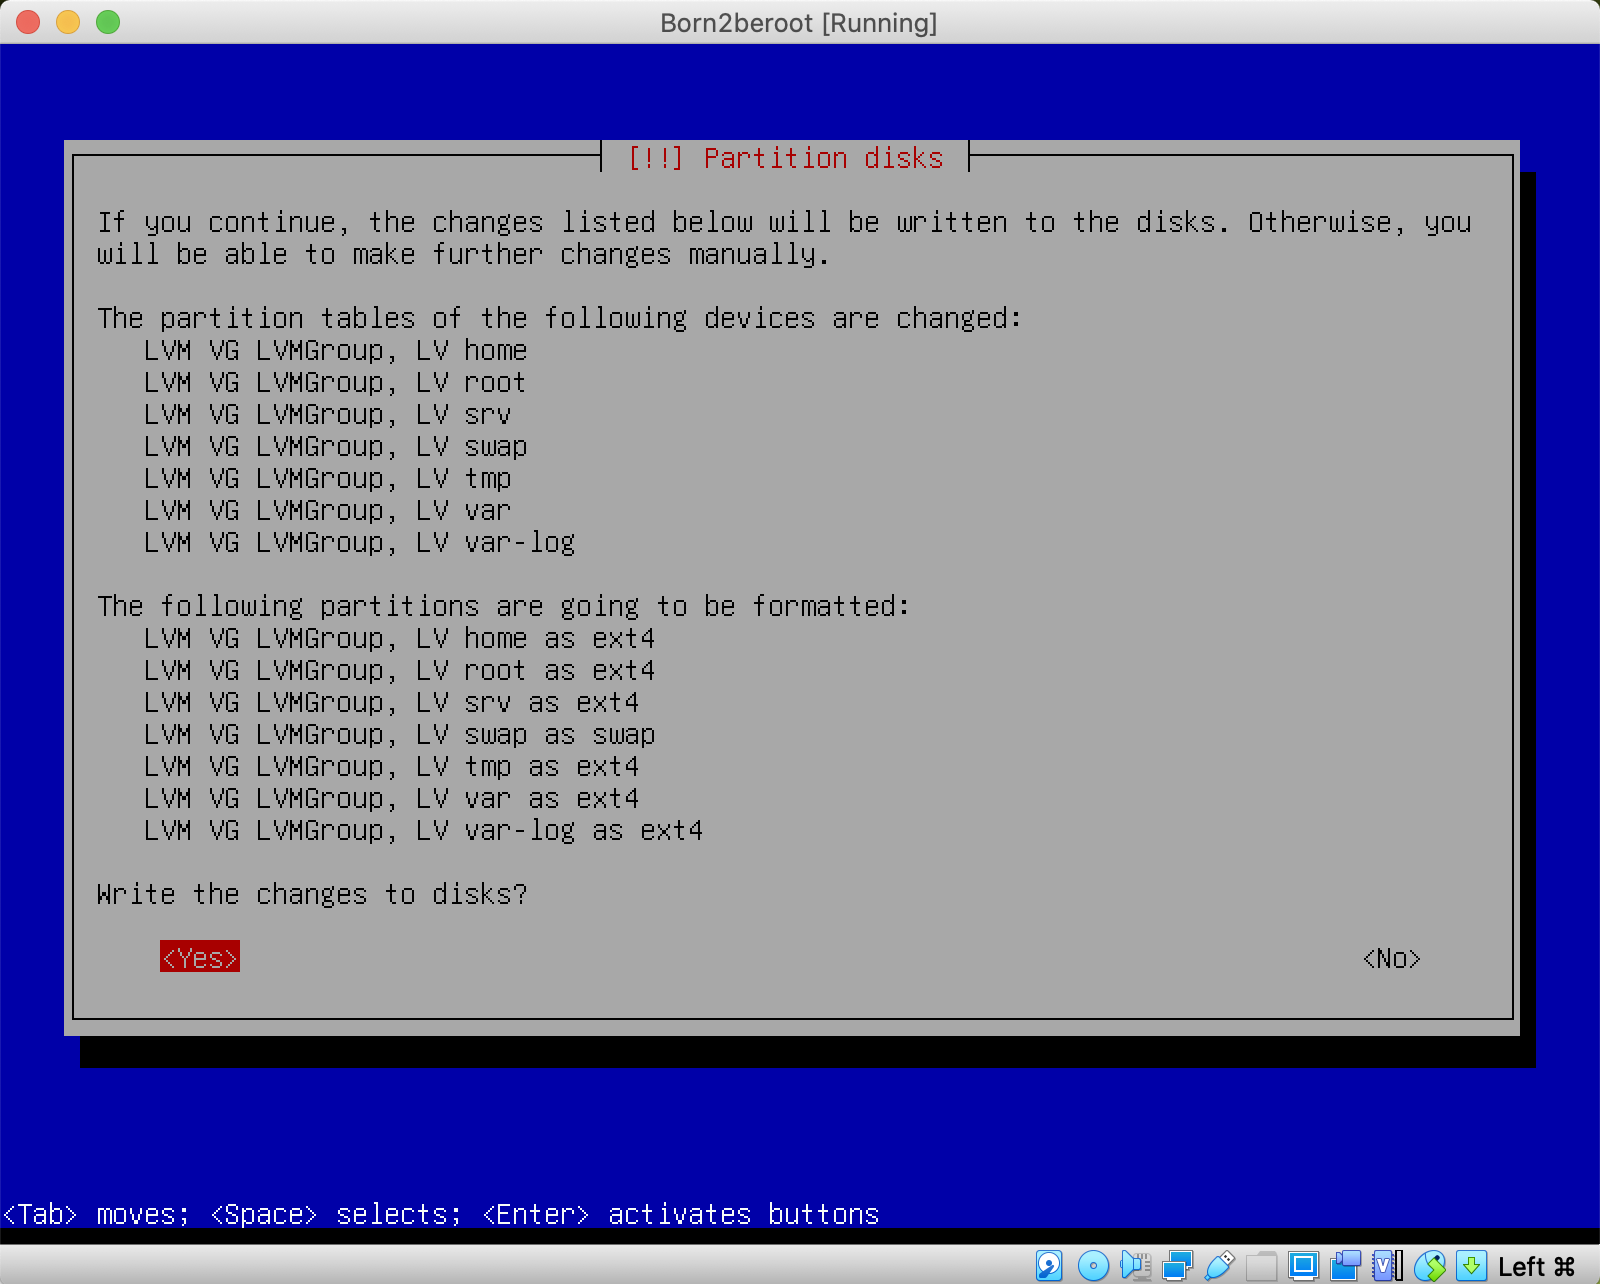 Born2beroot [Running]
[!!] Partition disks
If you continue, the changes listed below will be written to the disks. Otherwise, you
will be able to make further changes manually.
The partition tables of the following devices are changed:
LVM VG LVMGroup, LV home
LVM VG LVMGroup, LV root
LVM VG LVMGroup, LV srv
LVM VG LVMGroup, LV swap
LVM VG LVMGroup, LV tmp
LVM VG LVMGroup, LV var
LVM VG LVMGroup, LV var-log
The following partitions are going to be formatted:
LVM VG LVMGroup, LV home as ext4
LVM VG LVMGroup, LV root as ext4
LVM VG LVMGroup, LV srv as ext4
LVM VG LVMGroup, LV swap as swap
LVM VG LVMGroup, LV tmp as ext4
LVM VG LVMGroup, LV var as ext4
LVM VG LVMGroup, LV var-log as ext4
Write the changes to disks?
<Yes> <No>
<Tab> moves; <Space> selects; <Enter> activates buttons
Left ⌘